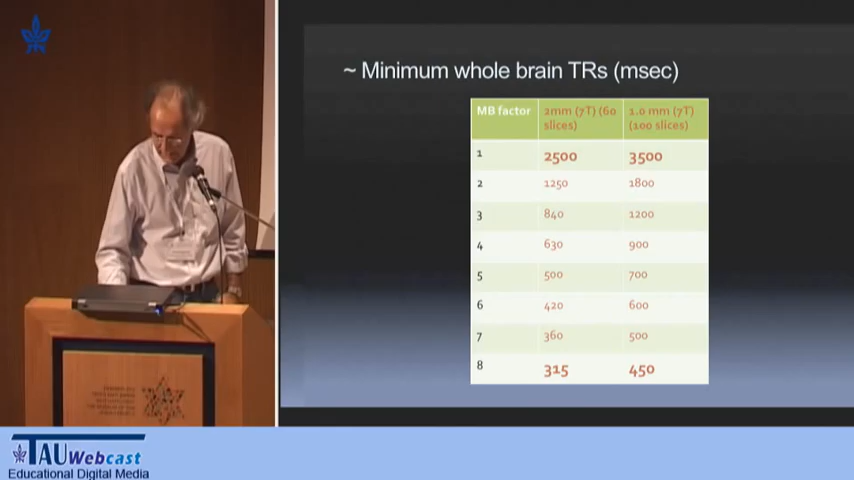 ~ Minimum whole brain TRs (msec)
MB factor 2mm (7T) (60 slices) 1.0 mm (7T) (100 slices)
1 2500 3500
2 1250 1800
3 840 1200
4 630 900
5 500 700
6 420 600
7 360 500
8 315 450
TAU Webcast
Educational Digital Media